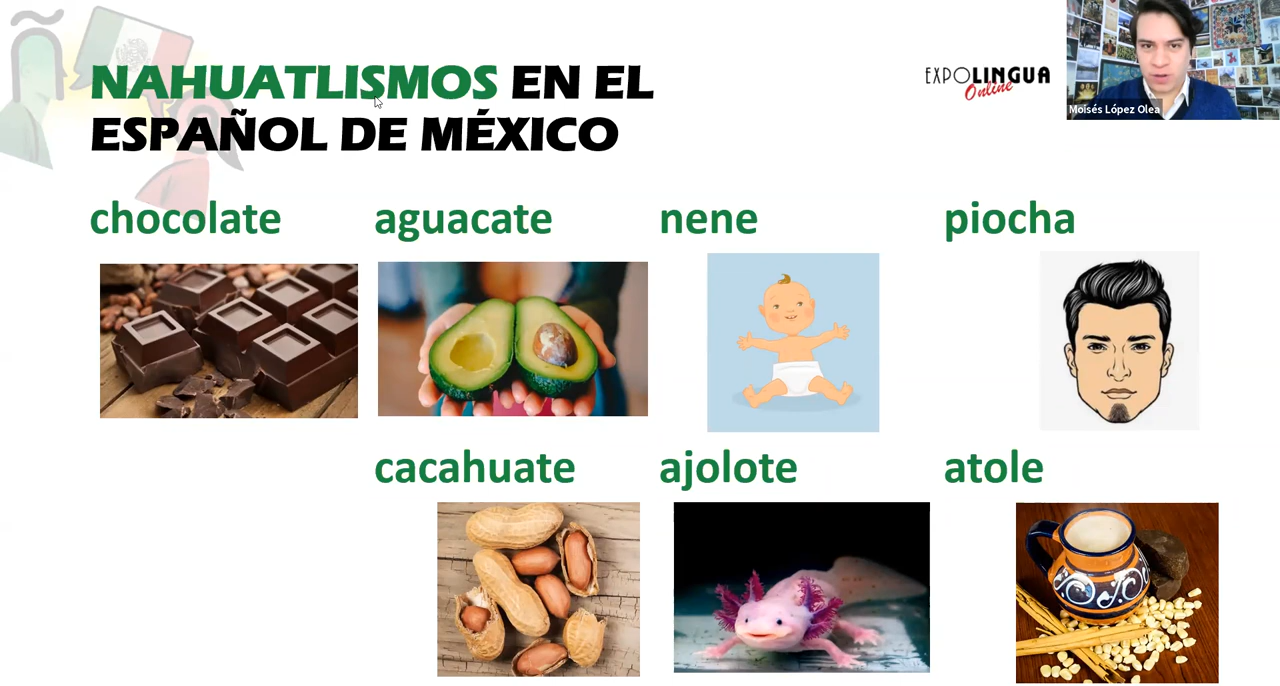 NAHUATLISMOS EN EL
ESPAÑOL DE MÉXICO
EXPOLINGUA
Online
Moisés López Olea
chocolate
aguacate
nene
piocha
cacahuate
ajolote
atole